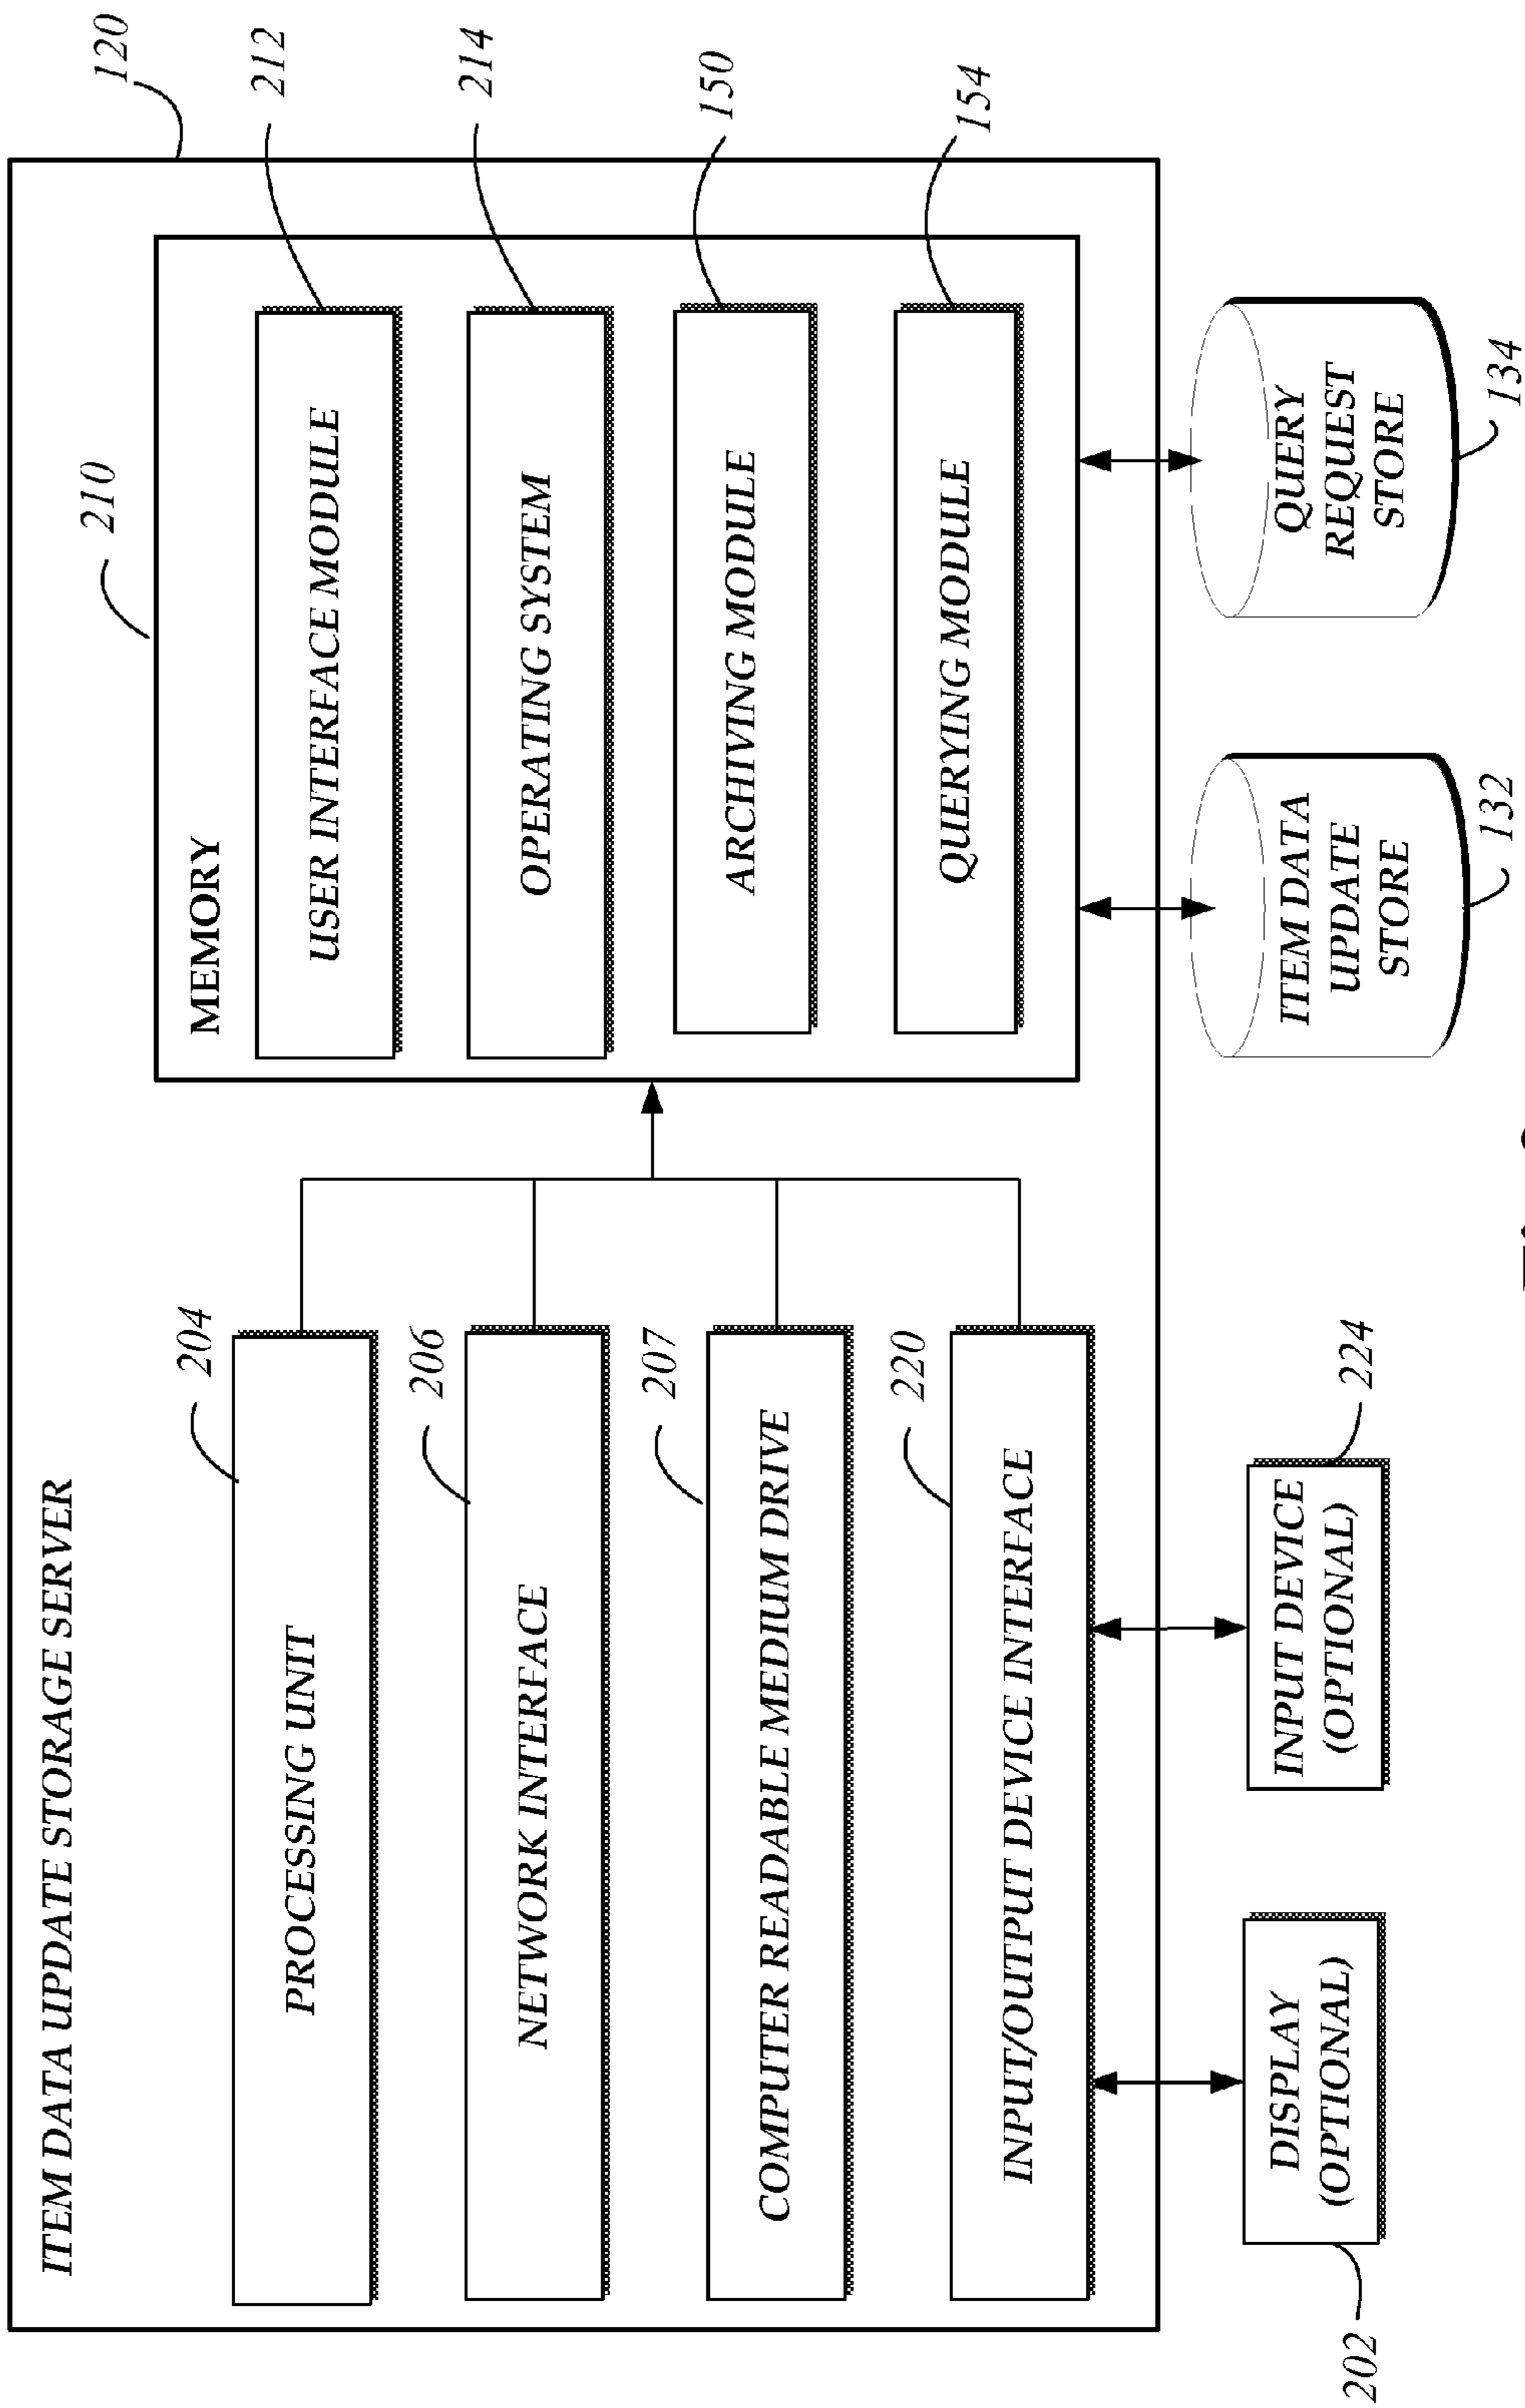 ITEM DATA UPDATE STORAGE SERVER
120
204
PROCESSING UNIT
206
NETWORK INTERFACE
207
COMPUTER READABLE MEDIUM DRIVE
220
INPUT/OUTPUT DEVICE INTERFACE
210
MEMORY
212
USER INTERFACE MODULE
214
OPERATING SYSTEM
150
ARCHIVING MODULE
154
QUERYING MODULE
202
DISPLAY
(OPTIONAL)
224
INPUT DEVICE
(OPTIONAL)
ITEM DATA
UPDATE
STORE
132
QUERY
REQUEST
STORE
134